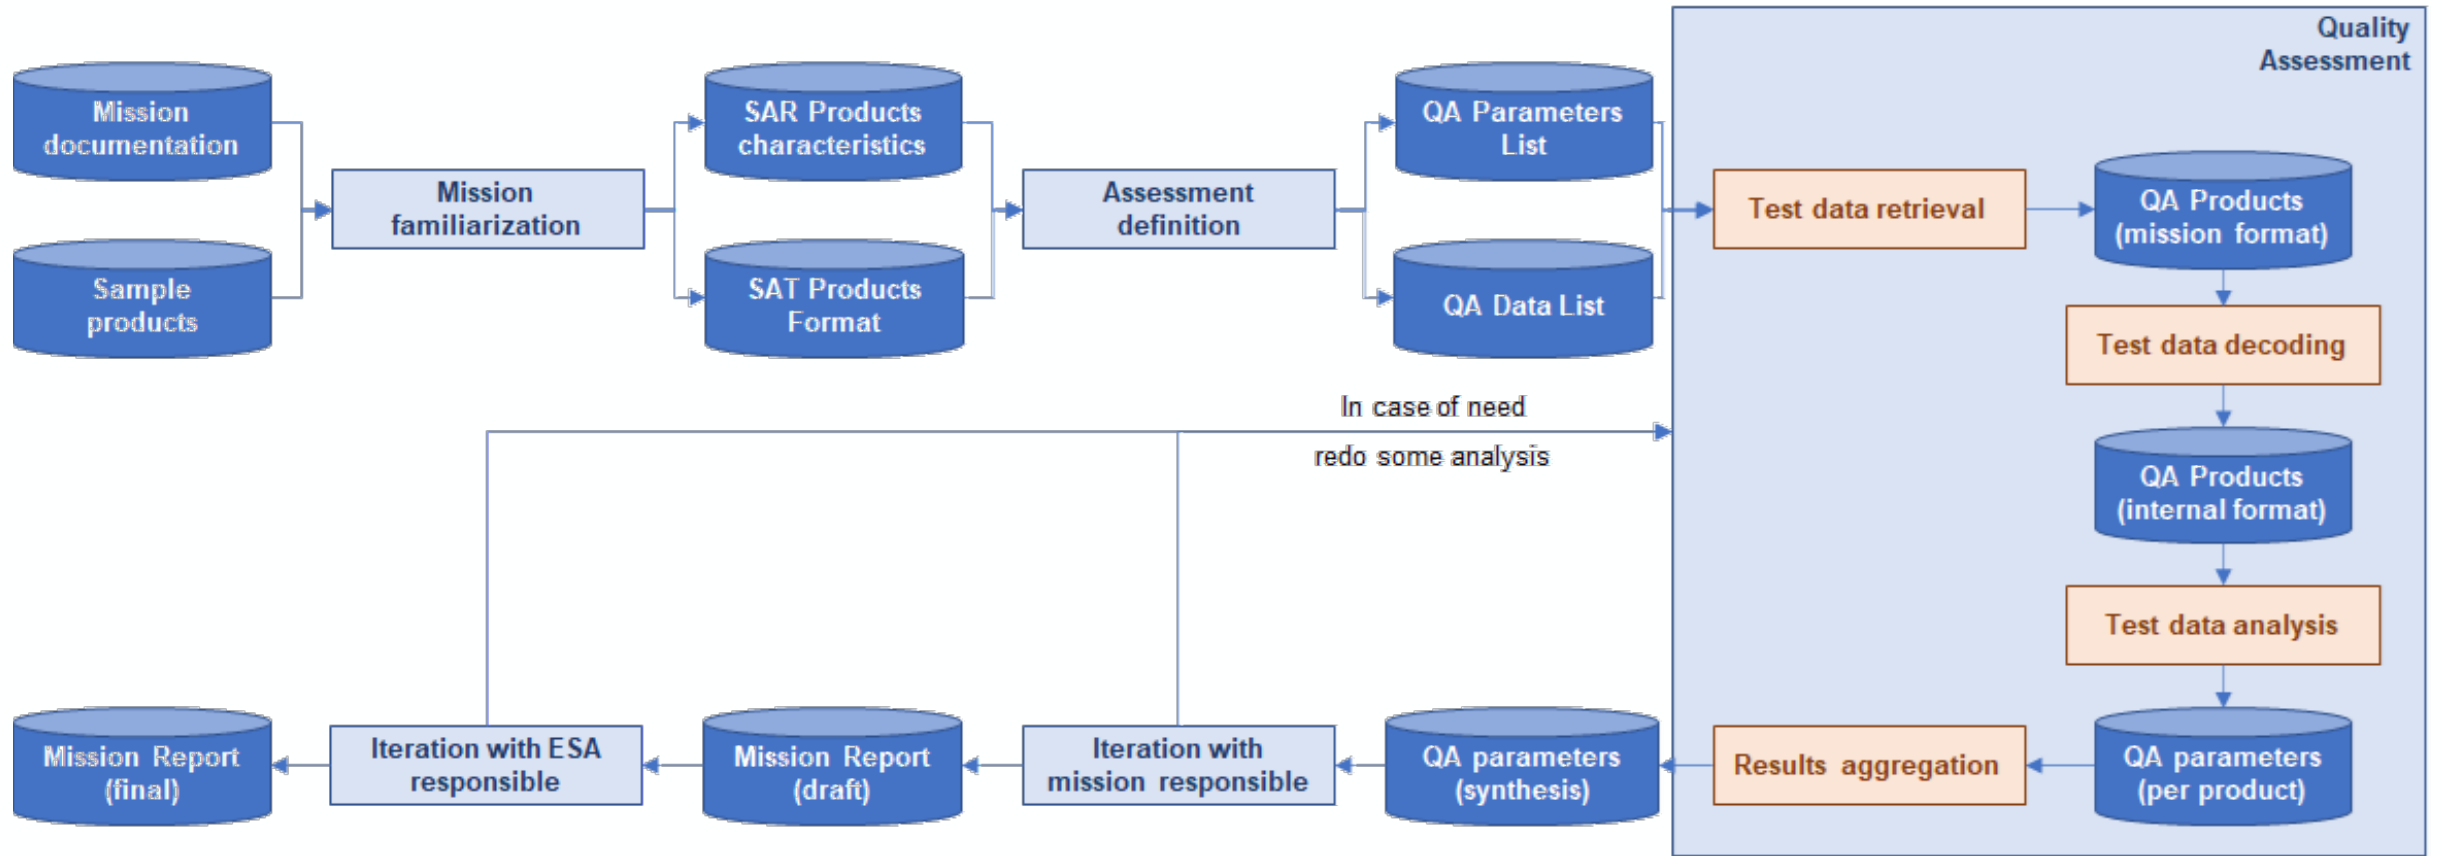 Quality
Assessment
Mission
documentation
SAR Products
characteristics
QA Parameters
List
Mission
familiarization
Assessment
definition
Test data retrieval
QA Products
(mission format)
Sample
products
SAT Products
Format
QA Data List
Test data decoding
In case of need
redo some analysis
QA Products
(internal format)
Test data analysis
Mission Report
(final)
Iteration with ESA
responsible
Mission Report
(draft)
Iteration with
mission responsible
QA parameters
(synthesis)
Results aggregation
QA parameters
(per product)